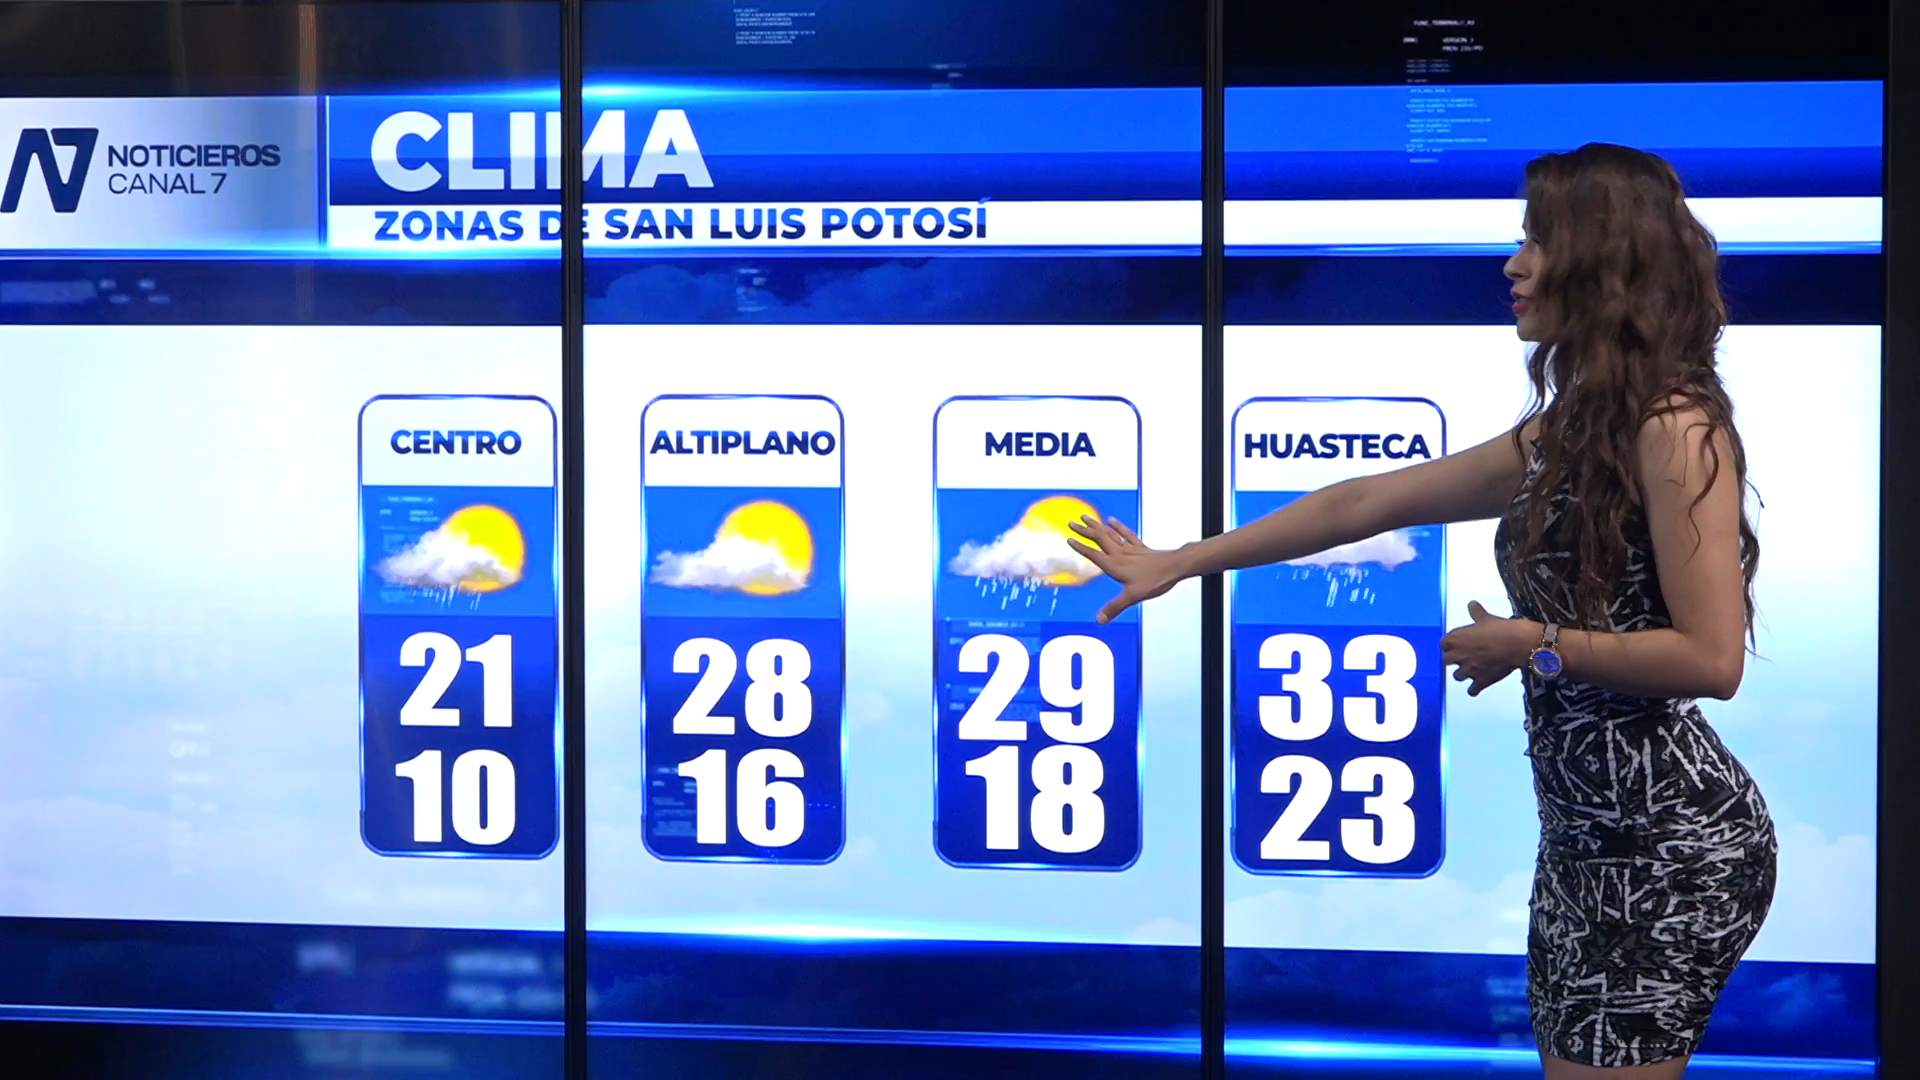 NOTICIEROS
CANAL 7
CLIMA
ZONAS DE SAN LUIS POTOSÍ
CENTRO
21
10
ALTIPLANO
28
16
MEDIA
29
18
HUASTECA
33
23